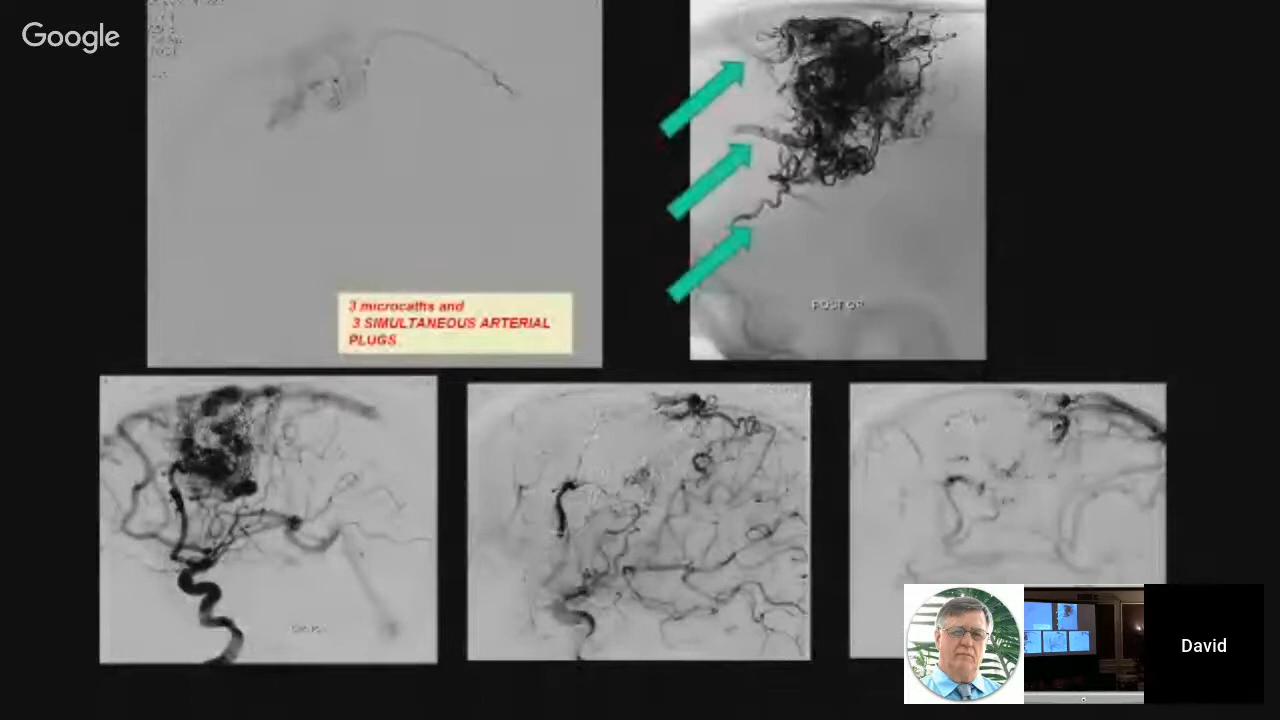 Google
3 microcaths and
3 SIMULTANEOUS ARTERIAL
PLUGS
POST OP
David